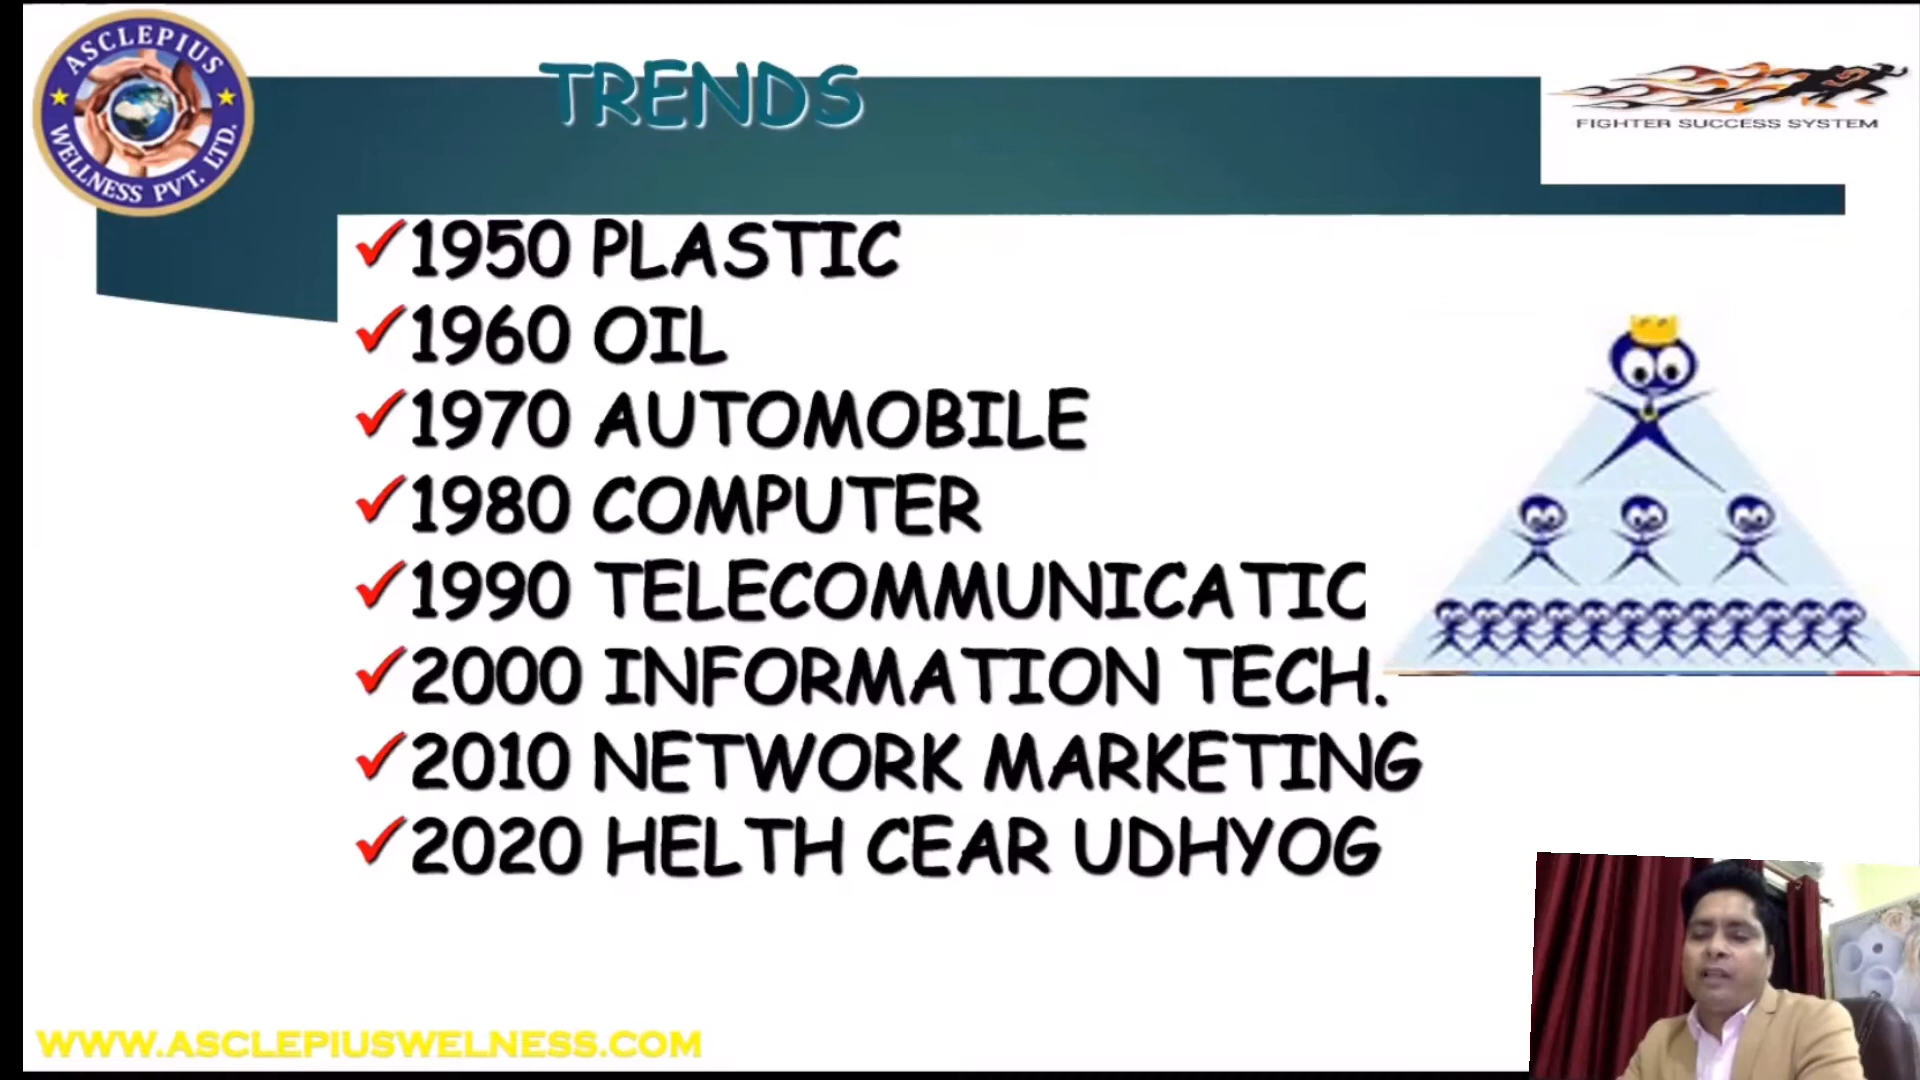 ASCLEPIUS
WELLNESS PVT. LTD.
TRENDS
FIGHTER SUCCESS SYSTEM
1950 PLASTIC
1960 OIL
1970 AUTOMOBILE
1980 COMPUTER
1990 TELECOMMUNICATIO
2000 INFORMATION TECH.
2010 NETWORK MARKETING
2020 HELTH CEAR UDHYOG
WWW.ASCLEPIUSWELNESS.COM